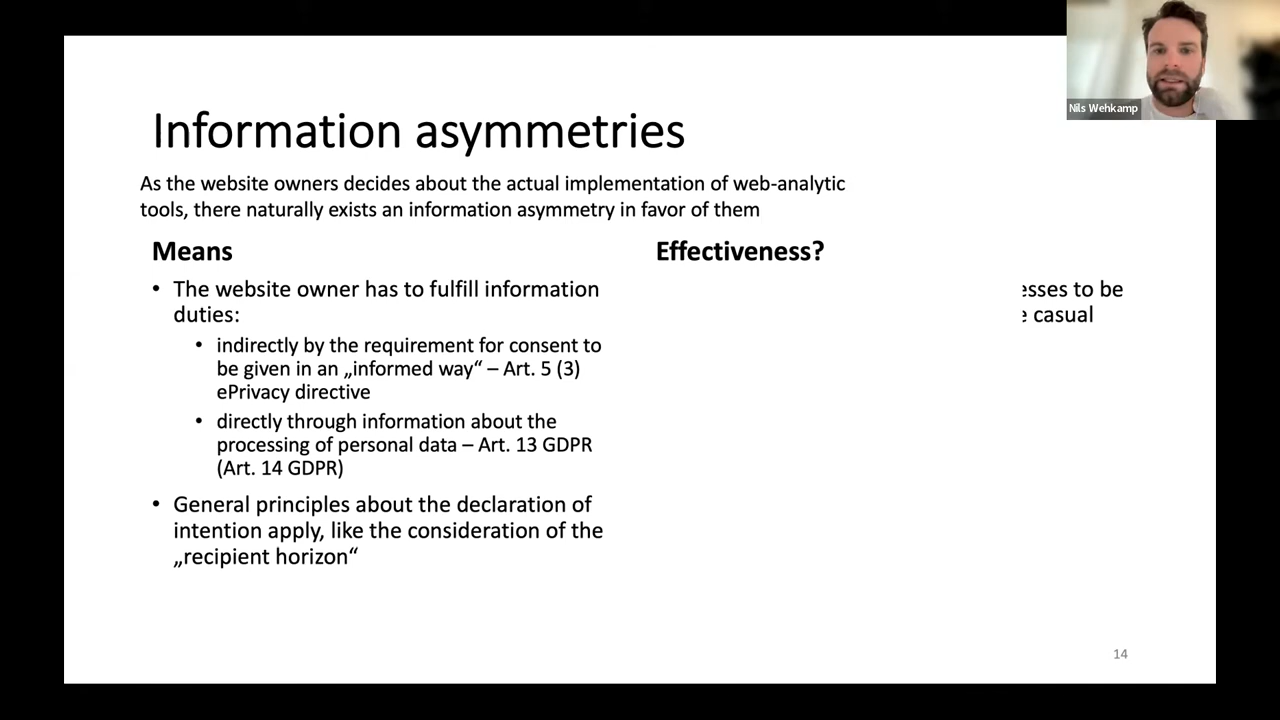 Nils Wehkamp
Information asymmetries
As the website owners decides about the actual implementation of web-analytic
tools, there naturally exists an information asymmetry in favor of them
Means
• The website owner has to fulfill information
duties:
• indirectly by the requirement for consent to
be given in an „informed way“ – Art. 5 (3)
ePrivacy directive
• directly through information about the
processing of personal data – Art. 13 GDPR
(Art. 14 GDPR)
• General principles about the declaration of
intention apply, like the consideration of the
„recipient horizon“
Effectiveness?
to be
casual
14